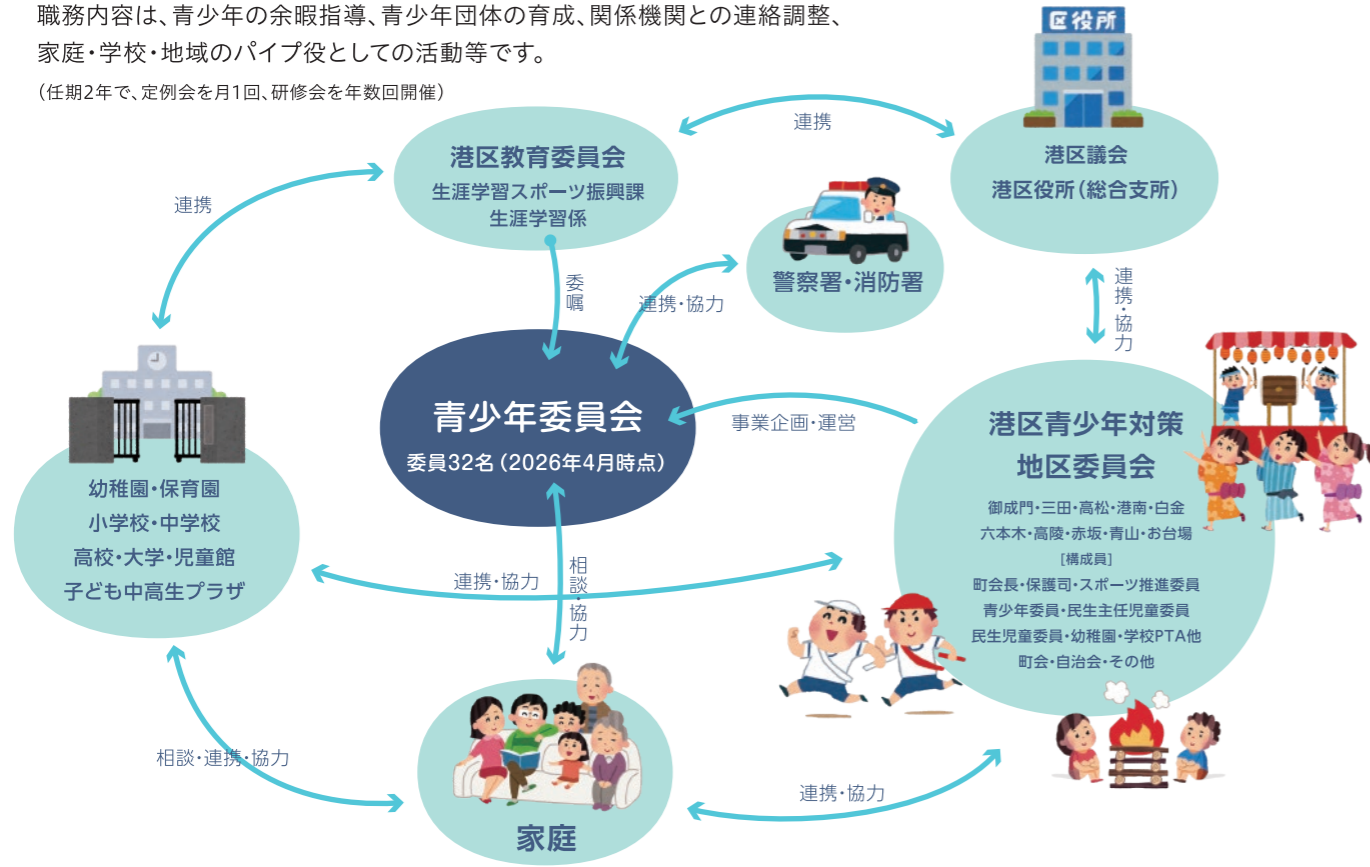 職務内容は、青少年の余暇指導、青少年団体の育成、関係機関との連絡調整、
家庭・学校・地域のパイプ役としての活動等です。
（任期2年で、定例会を月1回、研修会を年数回開催）
区役所
連携
港区教育委員会
生涯学習スポーツ振興課
生涯学習係
港区議会
港区役所（総合支所）
連携
警察署・消防署
委嘱
連携・協力
連携・協力
青少年委員会
委員32名（2026年4月時点）
事業企画・運営
港区青少年対策
地区委員会
御成門・三田・高松・港南・白金
六本木・高陵・赤坂・青山・お台場
［構成員］
町会長・保護司・スポーツ推進委員
青少年委員・民生主任児童委員
民生児童委員・幼稚園・学校PTA他
町会・自治会・その他
幼稚園・保育園
小学校・中学校
高校・大学・児童館
子ども中高生プラザ
連携・協力
相談・協力
相談・連携・協力
連携・協力
家庭